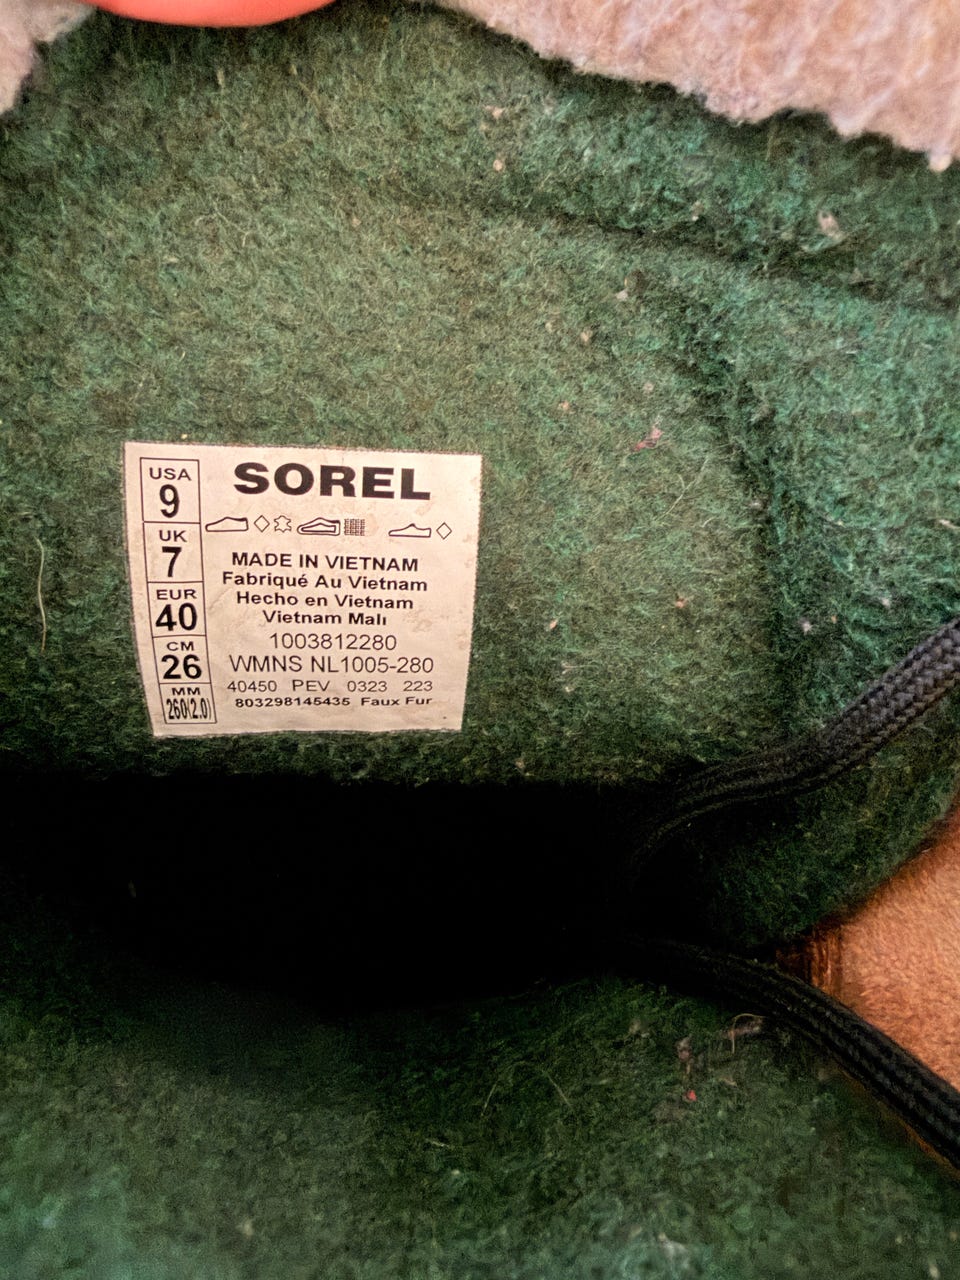 USA
9
UK
7
EUR
40
CM
26
MM
260(2.0)
SOREL
MADE IN VIETNAM
Fabriqué Au Vietnam
Hecho en Vietnam
Vietnam Malı
1003812280
WMNS NL1005-280
40450 PEV 0323 223
803298145435 Faux Fur